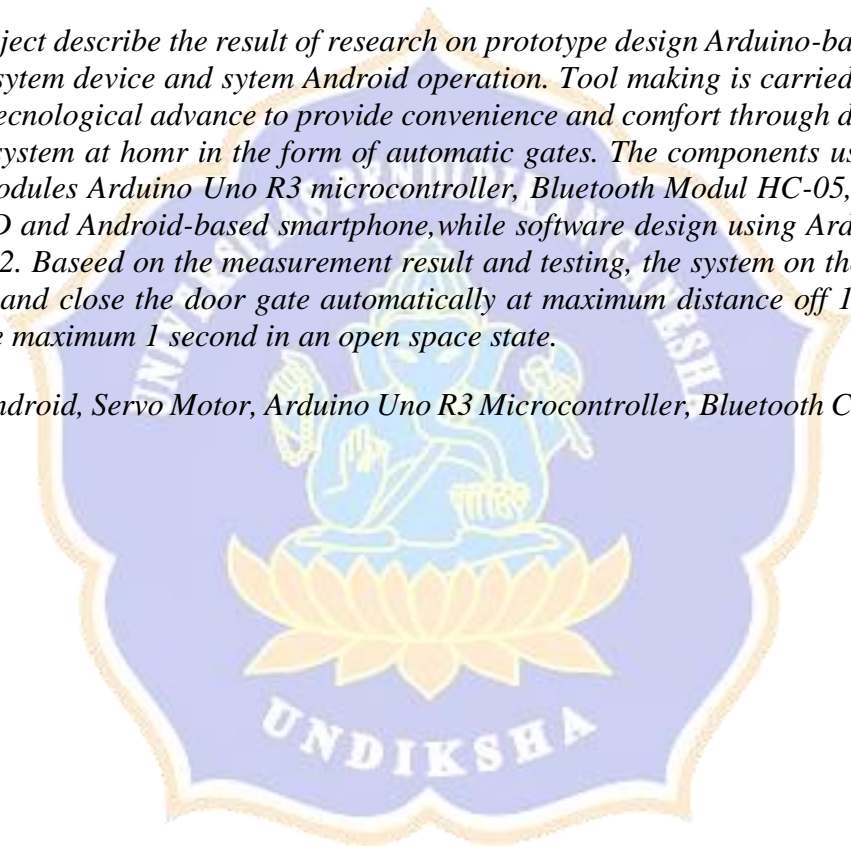 ject describe the result of research on prototype design Arduino-ba
sytem device and sytem Android operation. Tool making is carried
ecnological advance to provide convenience and comfort through d
system at homr in the form of automatic gates. The components us
odules Arduino Uno R3 microcontroller, Bluetooth Modul HC-05,
D and Android-based smartphone,while software design using Ard
2. Baseed on the measurement result and testing, the system on the
and close the door gate automatically at maximum distance off 1
e maximum 1 second in an open space state.
ndroid, Servo Motor, Arduino Uno R3 Microcontroller, Bluetooth C
UNIVERSITAS PENDIDIKAN GANESHA
UNDIKSHA